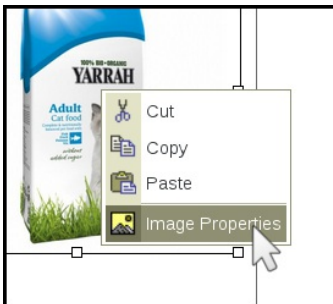 100% BIO-ORGANIC
YARRAH
Adult
Cat food
without
added sugar
Cut
Copy
Paste
Image Properties